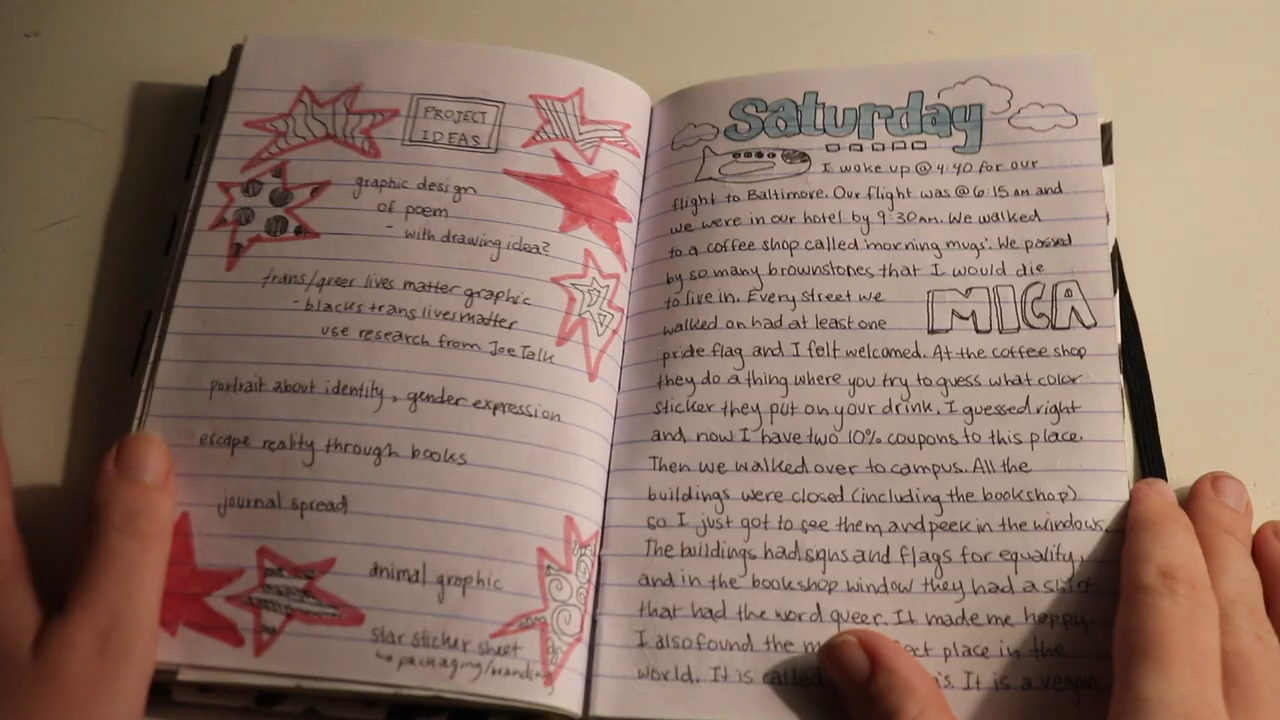 PROJECT
IDEAS
graphic design
of poem
- with drawing idea?
trans/queer lives matter graphic
- blacks trans lives matter
use research from Joe Talk
portrait about identity, gender expression
escape reality through books
journal spread
animal graphic
star sticker sheet
↳ packaging/branding
Saturday
I woke up @ 4:40 for our
flight to Baltimore. Our flight was @ 6:15 AM and
we were in our hotel by 9:30 AM. We walked
to a coffee shop called 'morning mugs'. We passed
by so many brownstones that I would die
to live in. Every street we
MICA
walked on had at least one
pride flag and I felt welcomed. At the coffee shop
they do a thing where you try to guess what color
sticker they put on your drink. I guessed right
and now I have two 10% coupons to this place.
Then we walked over to campus. All the
buildings were closed (including the bookshop)
so I just got to see them and peek in the windows.
The buildings had signs and flags for equality,
and in the bookshop window they had a shirt
that had the word queer. It made me happy.
I also found the place in the
world. It is called It is a vegan